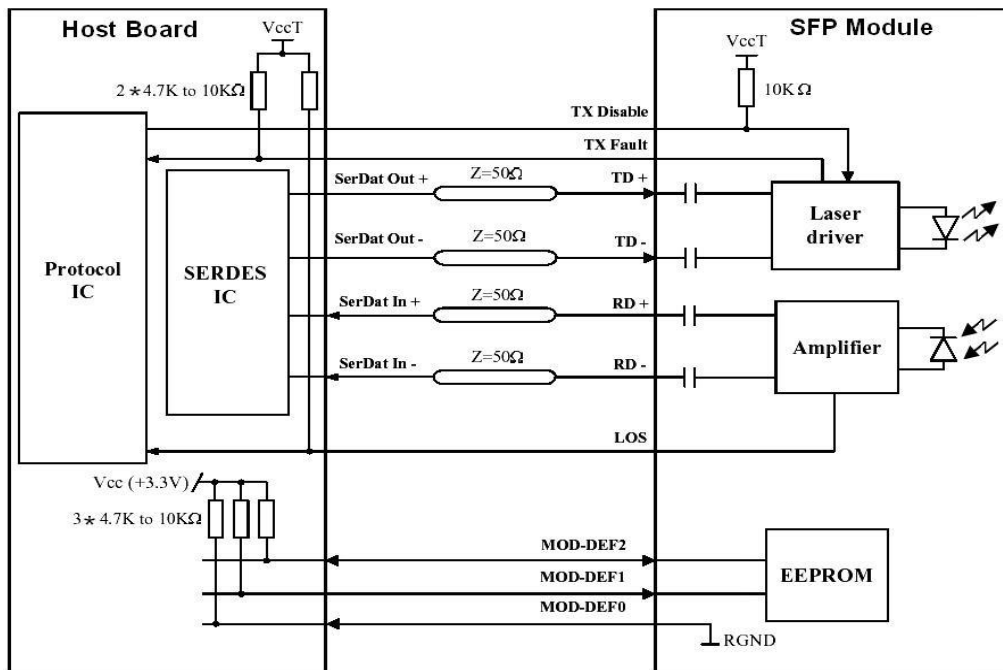 Host Board
SFP Module
VccT
VccT
2*4.7K to 10KΩ
10KΩ
TX Disable
TX Fault
SerDat Out +
Z=50Ω
TD +
SerDat Out -
Z=50Ω
TD -
Laser
driver
Protocol
IC
SERDES
IC
SerDat In +
Z=50Ω
RD +
SerDat In -
Z=50Ω
RD -
Amplifier
LOS
Vcc (+3.3V)
3*4.7K to 10KΩ
MOD-DEF2
MOD-DEF1
MOD-DEF0
EEPROM
RGND